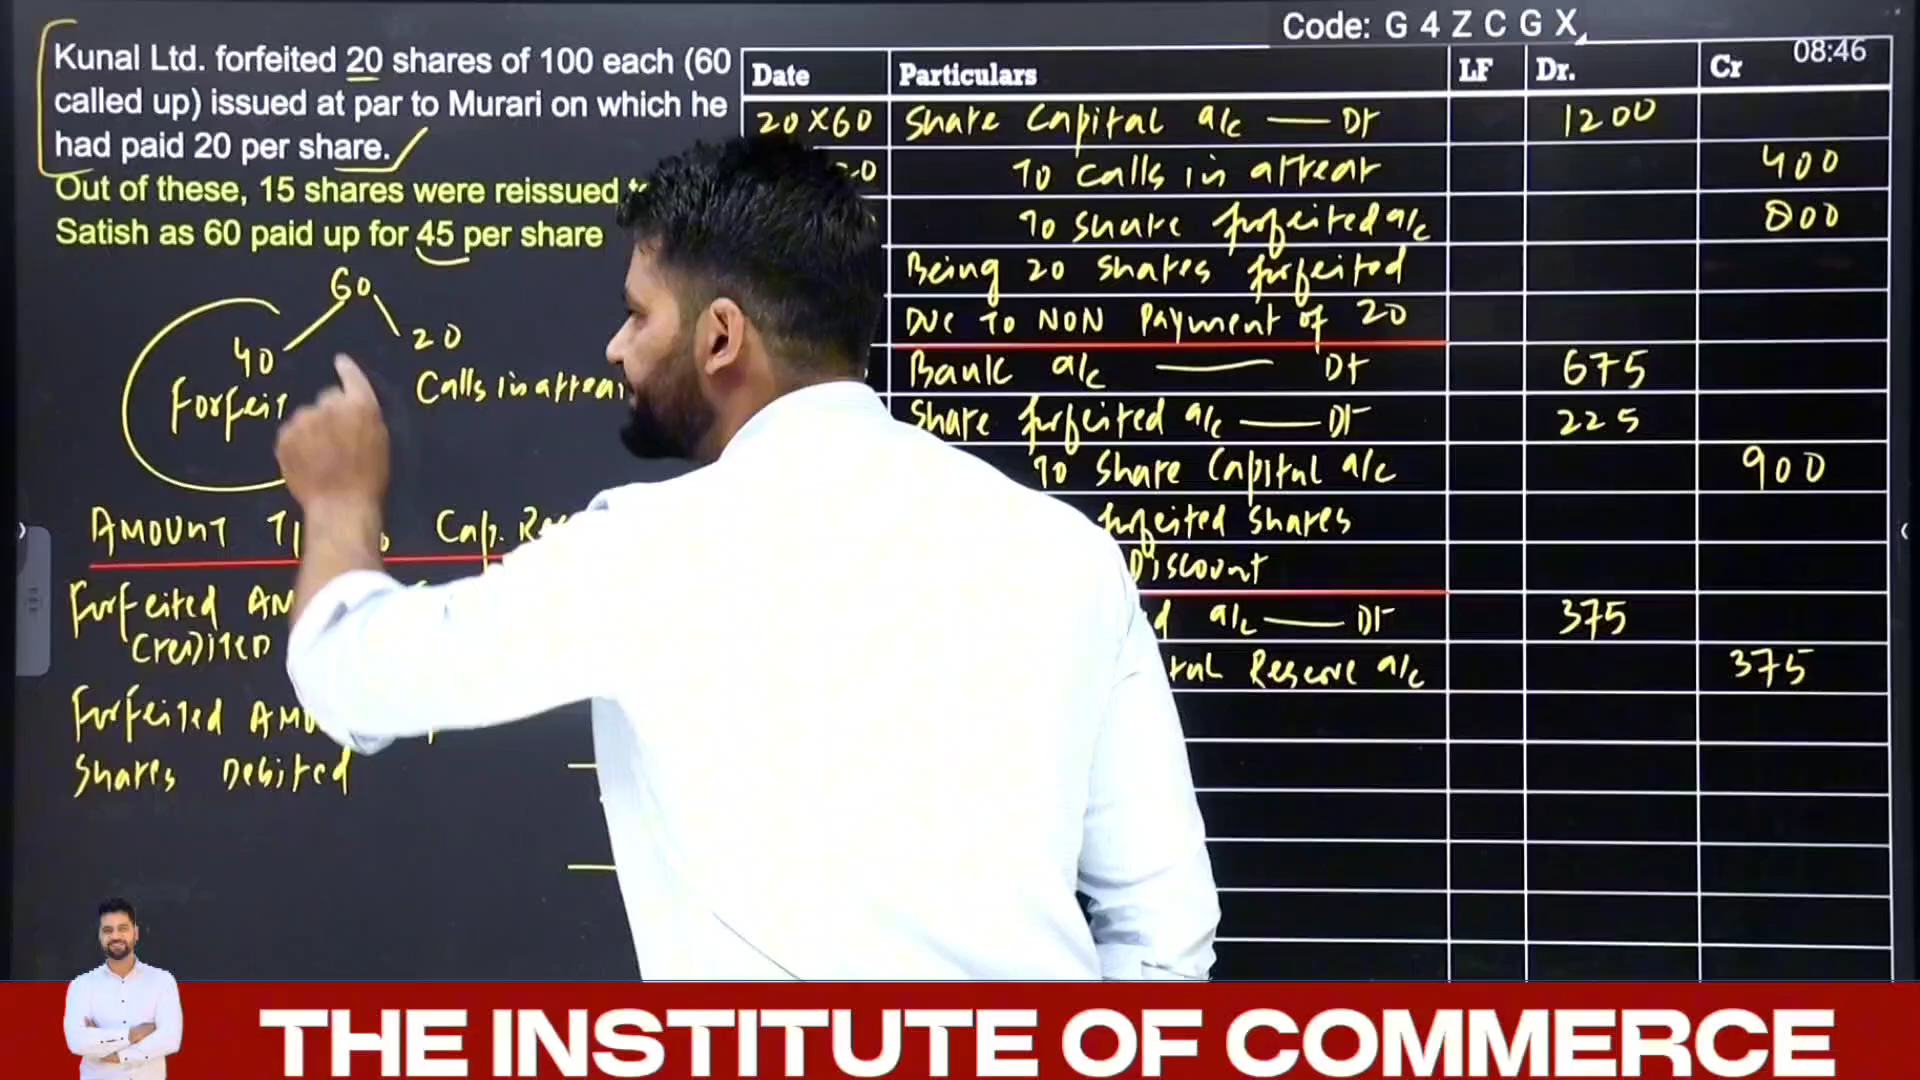 Code: G 4 Z C G X
08:46
Kunal Ltd. forfeited 20 shares of 100 each (60
called up) issued at par to Murari on which he
had paid 20 per share.
Out of these, 15 shares were reissued
Satish as 60 paid up for 45 per share
60
40
20
Forfeit
Calls in arrear
AMOUNT
Cap.
Forfeited
Credited
Forfeited
Shares Debited
Date Particulars LF Dr. Cr
20×60 Share Capital a/c — Dr 1200
To calls in arrear 400
To share forfeited a/c 800
Being 20 shares forfeited
Due To NON Payment of 20
Bank a/c — Dr 675
Share forfeited a/c — Dr 225
To Share Capital a/c 900
forfeited shares
Discount
a/c — Dr 375
Reserve a/c 375
THE INSTITUTE OF COMMERCE